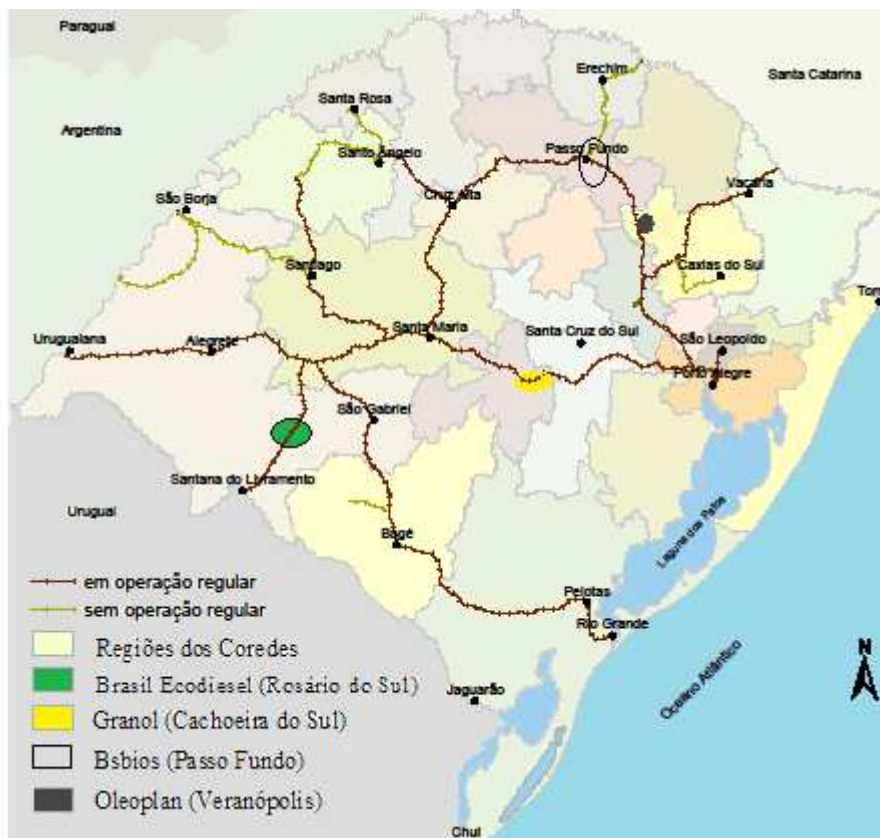 Paraguai
Santa Catarina
Erechim
Argentina
Santa Rosa
Santo Ângelo
Passo Fundo
Vacaria
São Borja
Cruz Alta
Santiago
Caxias do Sul
Torr
Uruguaiana
Alegrete
Santa Maria
Santa Cruz do Sul
São Leopoldo
Porto Alegre
São Gabriel
Santana do Livramento
Uruguai
Bagé
Laguna dos Patos
Pelotas
Rio Grande
Jaguarão
Oceano Atlântico
N
Chuí
em operação regular
sem operação regular
Regiões dos Coredes
Brasil Ecodiesel (Rosário do Sul)
Granol (Cachoeira do Sul)
Bsbios (Passo Fundo)
Oleoplan (Veranópolis)